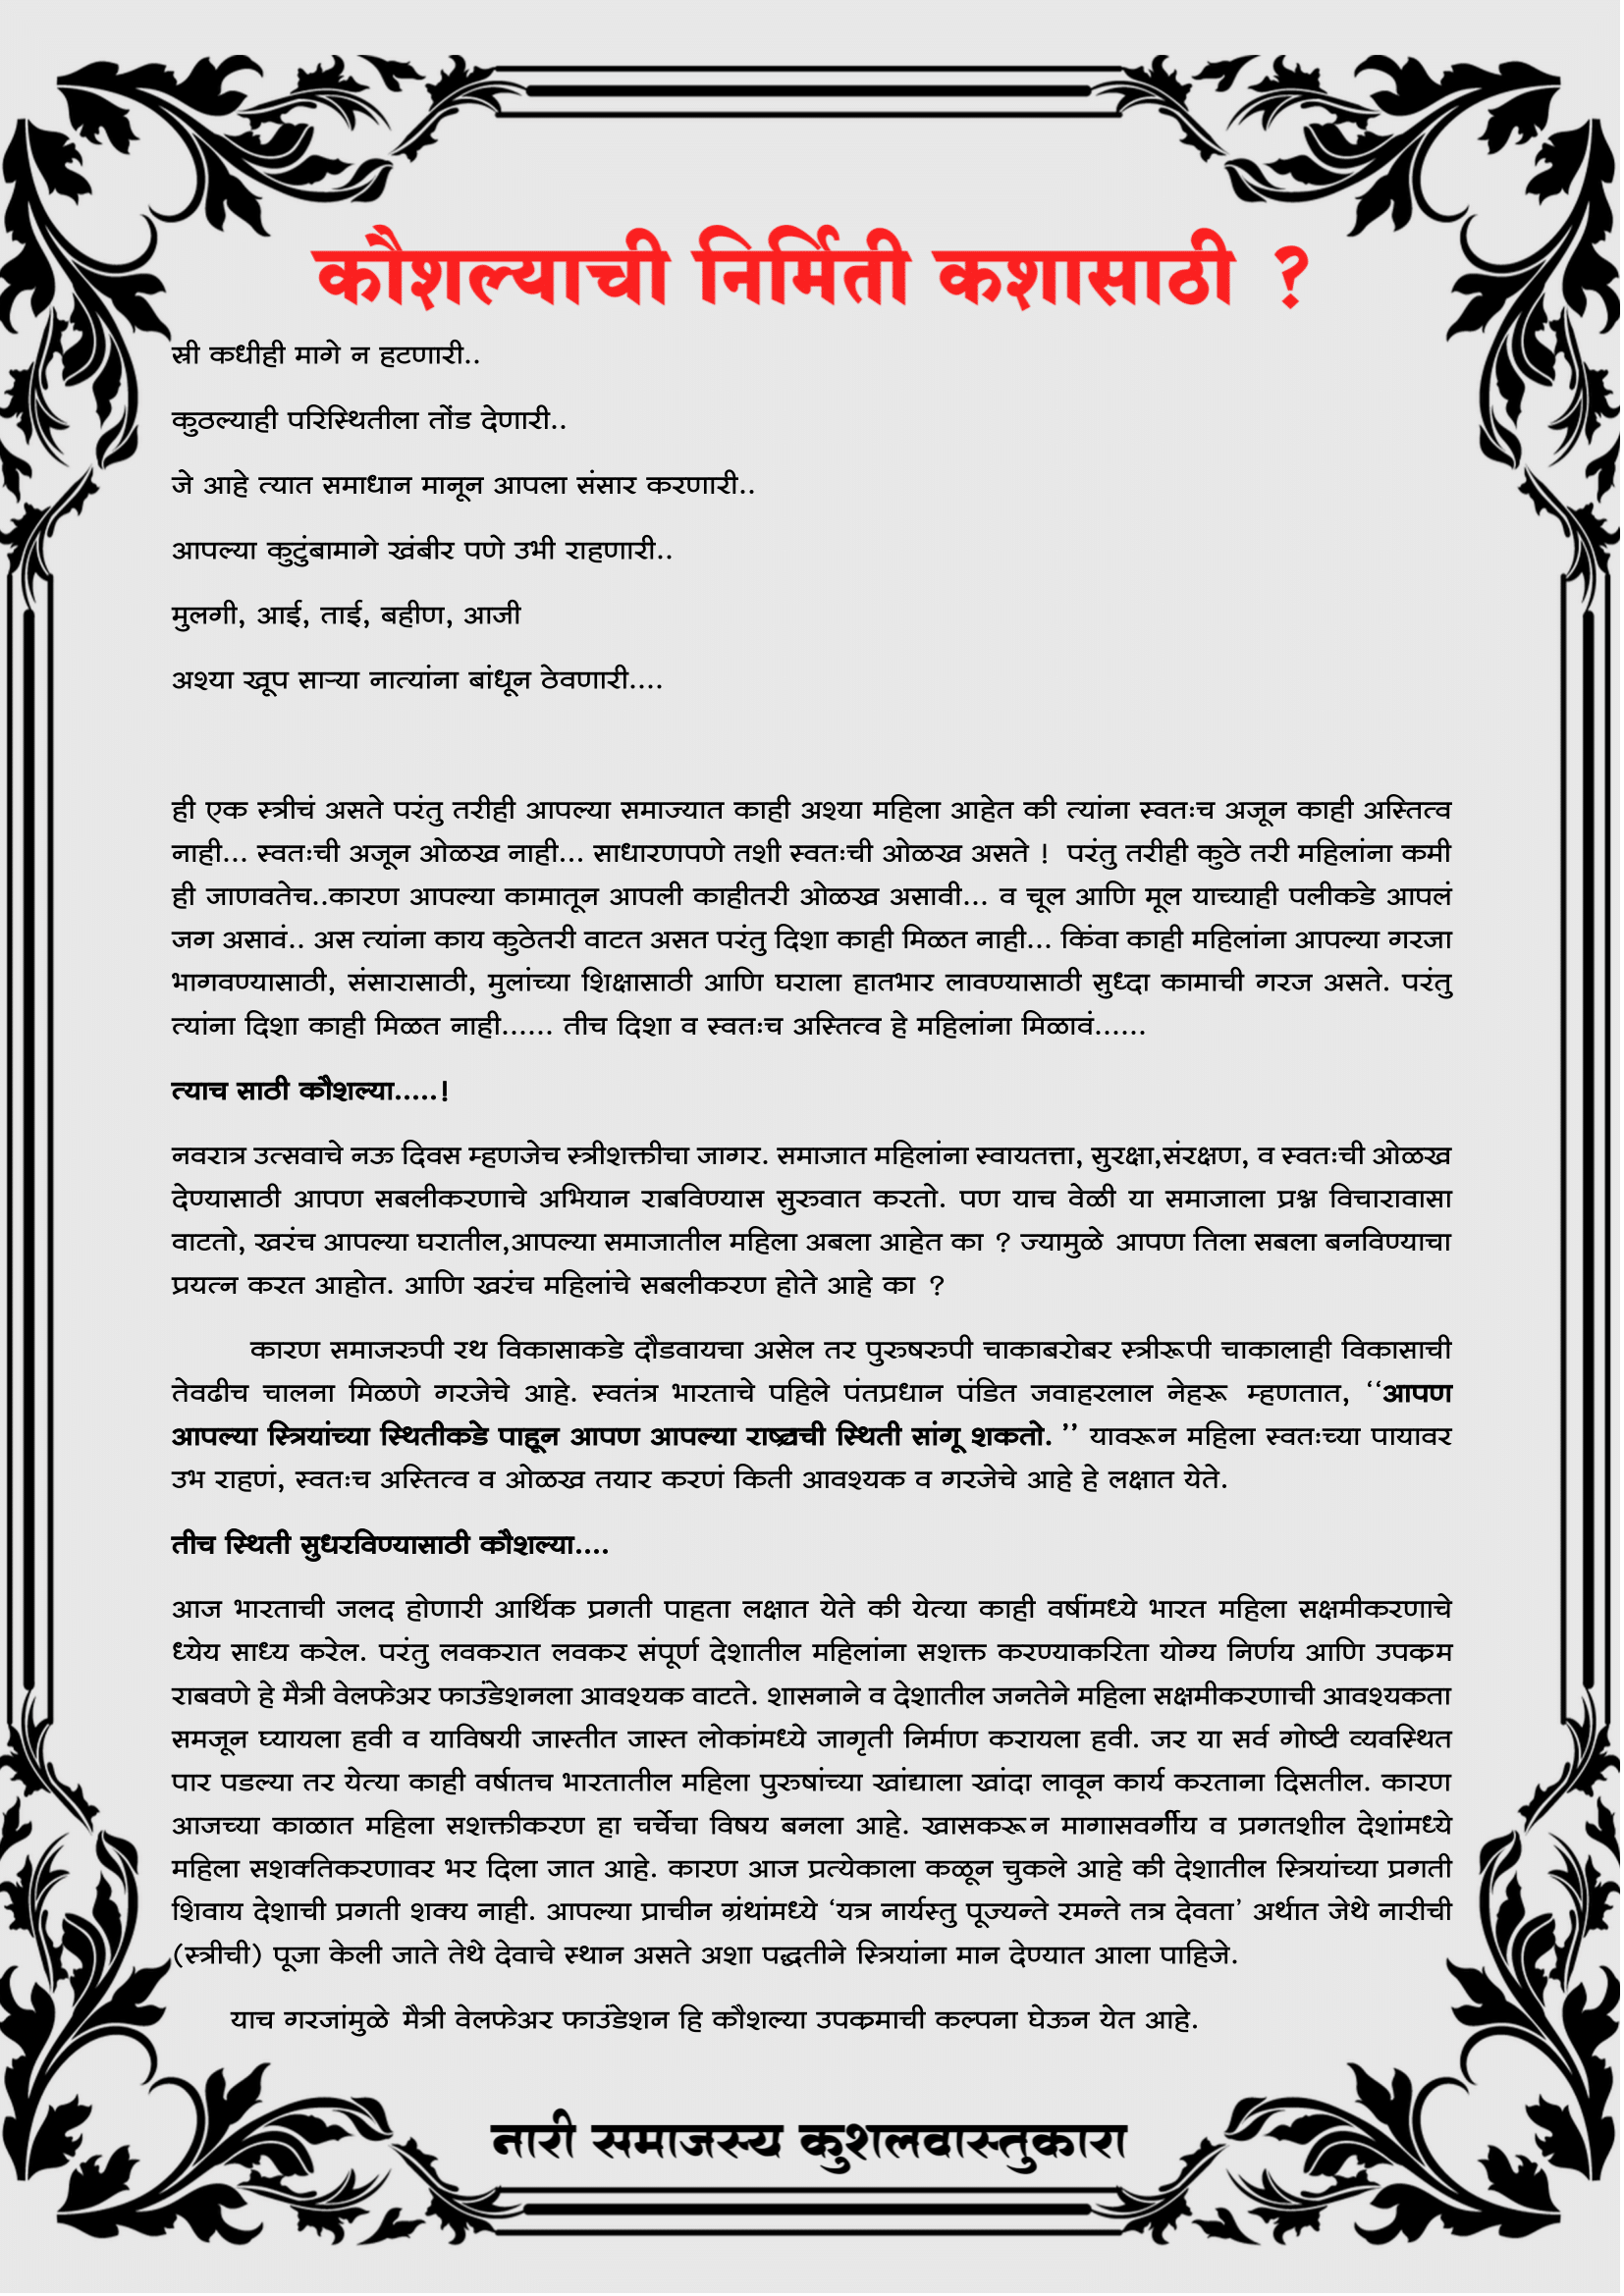 कौशल्याची निर्मिती कशासाठी ?
स्री कधीही मागे न हटणारी..
कुठल्याही परिस्थितीला तोंड देणारी..
जे आहे त्यात समाधान मानून आपला संसार करणारी..
आपल्या कुटुंबामागे खंबीर पणे उभी राहणारी..
मुलगी, आई, ताई, बहीण, आजी
अश्या खूप साऱ्या नात्यांना बांधून ठेवणारी....
ही एक स्त्रीचं असते परंतु तरीही आपल्या समाज्यात काही अश्या महिला आहेत की त्यांना स्वतःच अजून काही अस्तित्व
नाही... स्वतःची अजून ओळख नाही... साधारणपणे तशी स्वतःची ओळख असते ! परंतु तरीही कुठे तरी महिलांना कमी
ही जाणवतेच..कारण आपल्या कामातून आपली काहीतरी ओळख असावी... व चूल आणि मूल याच्याही पलीकडे आपलं
जग असावं.. अस त्यांना काय कुठेतरी वाटत असत परंतु दिशा काही मिळत नाही... किंवा काही महिलांना आपल्या गरजा
भागवण्यासाठी, संसारासाठी, मुलांच्या शिक्षासाठी आणि घराला हातभार लावण्यासाठी सुध्दा कामाची गरज असते. परंतु
त्यांना दिशा काही मिळत नाही...... तीच दिशा व स्वतःच अस्तित्व हे महिलांना मिळावं......
त्याच साठी कौशल्या.....!
नवरात्र उत्सवाचे नऊ दिवस म्हणजेच स्त्रीशक्तीचा जागर. समाजात महिलांना स्वायतत्ता, सुरक्षा,संरक्षण, व स्वतःची ओळख
देण्यासाठी आपण सबलीकरणाचे अभियान राबविण्यास सुरुवात करतो. पण याच वेळी या समाजाला प्रश्न विचारावासा
वाटतो, खरंच आपल्या घरातील,आपल्या समाजातील महिला अबला आहेत का ? ज्यामुळे आपण तिला सबला बनविण्याचा
प्रयत्न करत आहोत. आणि खरंच महिलांचे सबलीकरण होते आहे का ?
कारण समाजरुपी रथ विकासाकडे दौडवायचा असेल तर पुरुषरुपी चाकाबरोबर स्त्रीरूपी चाकालाही विकासाची
तेवढीच चालना मिळणे गरजेचे आहे. स्वतंत्र भारताचे पहिले पंतप्रधान पंडित जवाहरलाल नेहरू म्हणतात, ‘‘आपण
आपल्या स्त्रियांच्या स्थितीकडे पाहून आपण आपल्या राष्ट्राची स्थिती सांगू शकतो. ’’ यावरून महिला स्वतःच्या पायावर
उभ राहणं, स्वतःच अस्तित्व व ओळख तयार करणं किती आवश्यक व गरजेचे आहे हे लक्षात येते.
तीच स्थिती सुधरविण्यासाठी कौशल्या....
आज भारताची जलद होणारी आर्थिक प्रगती पाहता लक्षात येते की येत्या काही वर्षांमध्ये भारत महिला सक्षमीकरणाचे
ध्येय साध्य करेल. परंतु लवकरात लवकर संपूर्ण देशातील महिलांना सशक्त करण्याकरिता योग्य निर्णय आणि उपक्रम
राबवणे हे मैत्री वेलफेअर फाउंडेशनला आवश्यक वाटते. शासनाने व देशातील जनतेने महिला सक्षमीकरणाची आवश्यकता
समजून घ्यायला हवी व याविषयी जास्तीत जास्त लोकांमध्ये जागृती निर्माण करायला हवी. जर या सर्व गोष्टी व्यवस्थित
पार पडल्या तर येत्या काही वर्षातच भारतातील महिला पुरुषांच्या खांद्याला खांदा लावून कार्य करताना दिसतील. कारण
आजच्या काळात महिला सशक्तीकरण हा चर्चेचा विषय बनला आहे. खासकरून मागासवर्गीय व प्रगतशील देशांमध्ये
महिला सशक्तिकरणावर भर दिला जात आहे. कारण आज प्रत्येकाला कळून चुकले आहे की देशातील स्त्रियांच्या प्रगती
शिवाय देशाची प्रगती शक्य नाही. आपल्या प्राचीन ग्रंथांमध्ये ‘यत्र नार्यस्तु पूज्यन्ते रमन्ते तत्र देवता’ अर्थात जेथे नारीची
(स्त्रीची) पूजा केली जाते तेथे देवाचे स्थान असते अशा पद्धतीने स्त्रियांना मान देण्यात आला पाहिजे.
याच गरजांमुळे मैत्री वेलफेअर फाउंडेशन हि कौशल्या उपक्रमाची कल्पना घेऊन येत आहे.
नारी समाजस्य कुशलवास्तुकारा